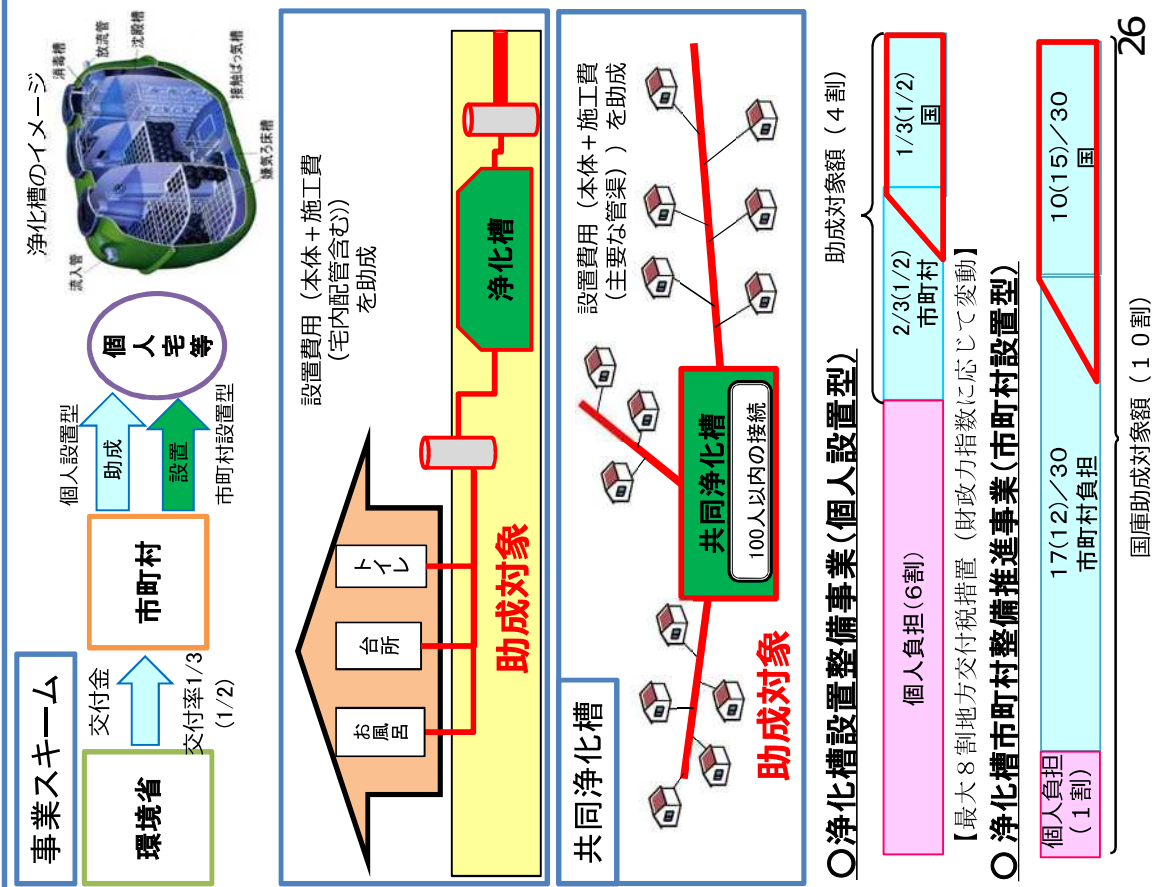 事業スキーム
環境省
交付金
交付率1/3
(1/2)
市町村
個人設置型
助成
設置
市町村設置型
個人
宅等
浄化槽のイメージ
流入管
消毒槽
放流管
沈殿槽
接触ばっ気槽
嫌気ろ床槽
設置費用（本体＋施工費
（宅内配管含む））
を助成
お風呂
台所
トイレ
浄化槽
助成対象
共同浄化槽
設置費用（本体＋施工費
（主要な管渠））を助成
共同浄化槽
100人以内の接続
助成対象
○浄化槽設置整備事業(個人設置型)
助成対象額（４割）
個人負担(6割)
2/3(1/2)
市町村
1/3(1/2)
国
【最大８割地方交付税措置（財政力指数に応じて変動】
○ 浄化槽市町村整備推進事業(市町村設置型)
個人負担
（１割）
17(12)／30
市町村負担
10(15)／30
国
国庫助成対象額（１０割）
26